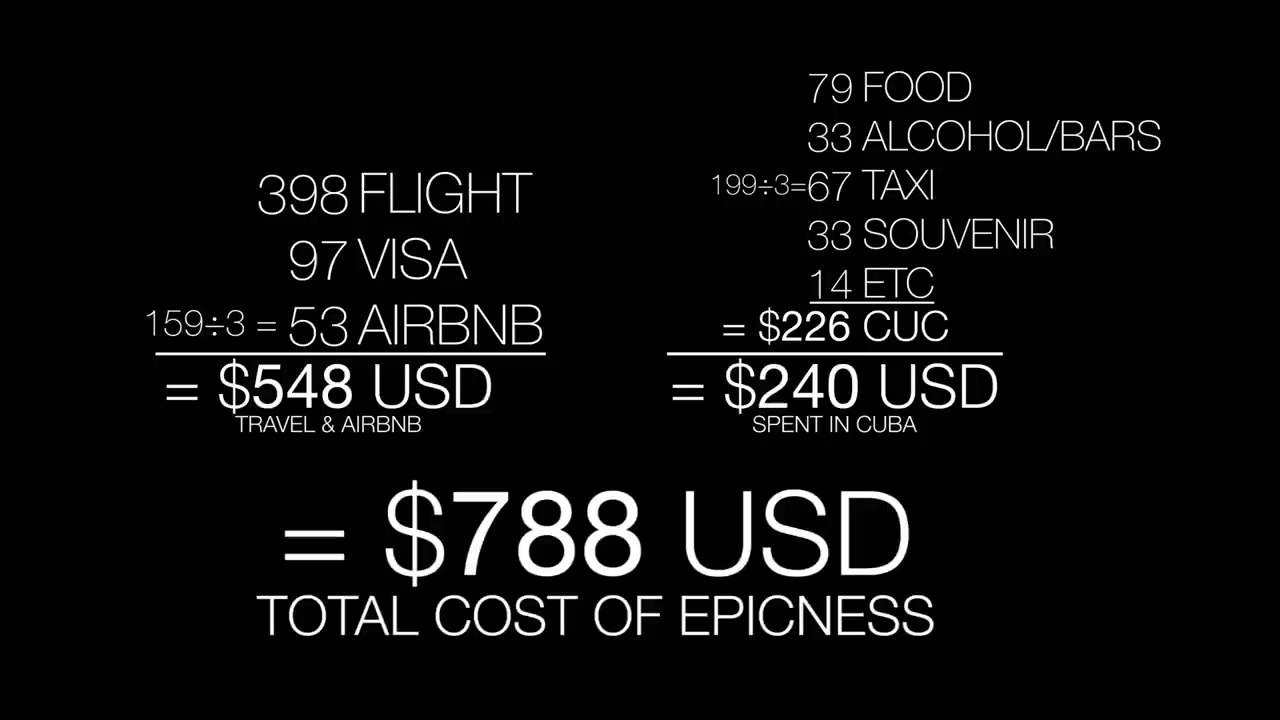 398 FLIGHT
97 VISA
159÷3 = 53 AIRBNB
= $548 USD
TRAVEL & AIRBNB
79 FOOD
33 ALCOHOL/BARS
199÷3=67 TAXI
33 SOUVENIR
14 ETC
= $226 CUC
= $240 USD
SPENT IN CUBA
= $788 USD
TOTAL COST OF EPICNESS